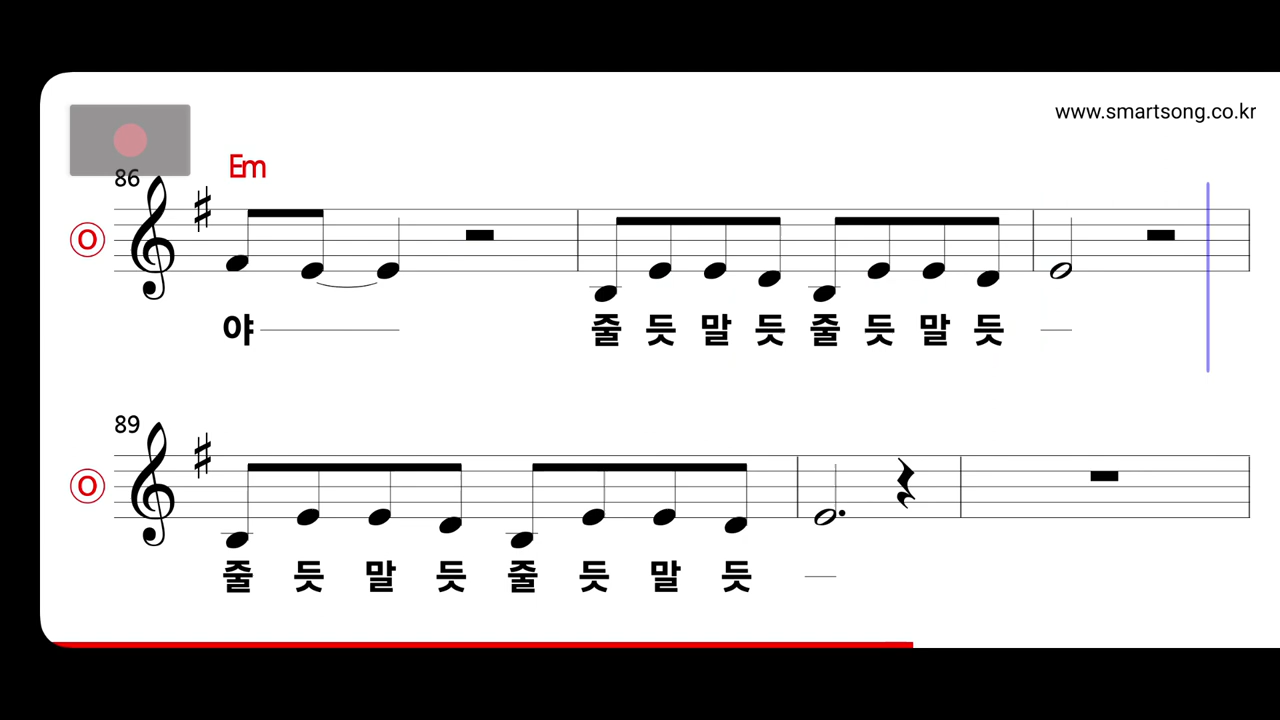 www.smartsong.co.kr
Em
86
O
야
줄 듯 말 듯 줄 듯 말 듯
89
O
줄 듯 말 듯 줄 듯 말 듯